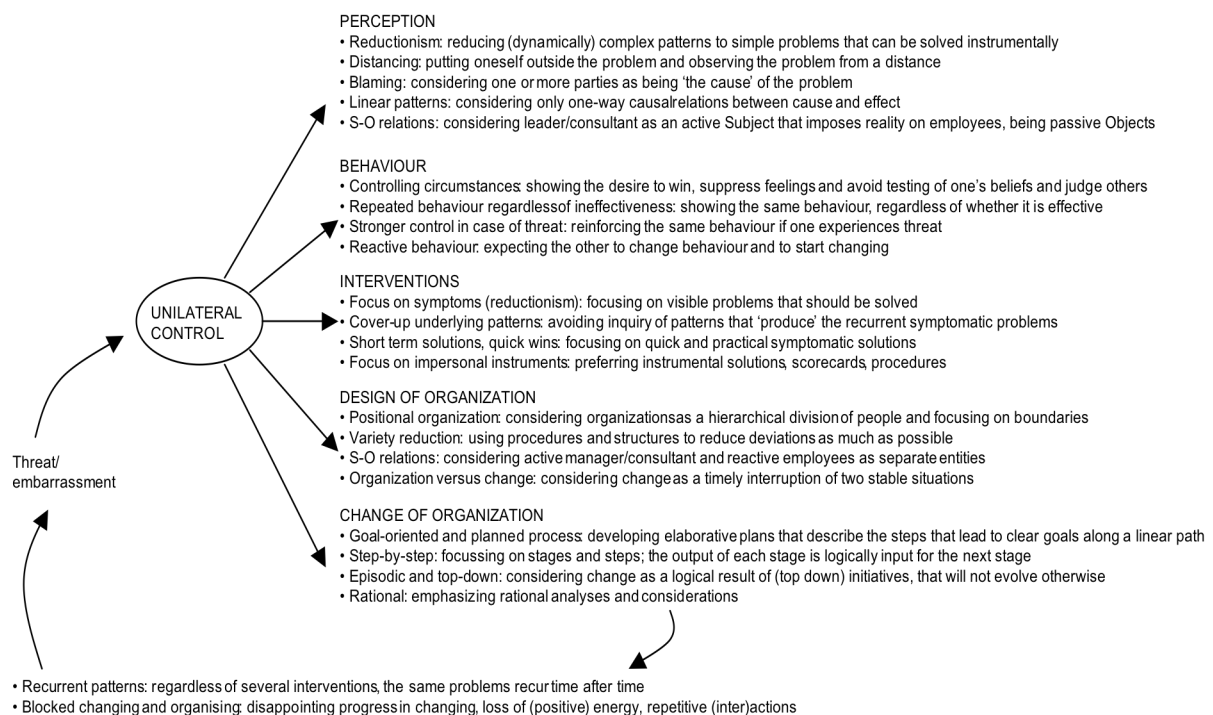 PERCEPTION
• Reductionism: reducing (dynamically) complex patterns to simple problems that can be solved instrumentally
• Distancing: putting oneself outside the problem and observing the problem from a distance
• Blaming: considering one or more parties as being ‘the cause’ of the problem
• Linear patterns: considering only one-way causalrelations between cause and effect
• S-O relations: considering leader/consultant as an active Subject that imposes reality on employees, being passive Objects
BEHAVIOUR
• Controlling circumstances: showing the desire to win, suppress feelings and avoid testing of one’s beliefs and judge others
• Repeated behaviour regardlessof ineffectiveness: showing the same behaviour, regardless of whether it is effective
• Stronger control in case of threat: reinforcing the same behaviour if one experiences threat
• Reactive behaviour: expecting the other to change behaviour and to start changing
INTERVENTIONS
• Focus on symptoms (reductionism): focusing on visible problems that should be solved
• Cover-up underlying patterns: avoiding inquiry of patterns that ‘produce’ the recurrent symptomatic problems
• Short term solutions, quick wins: focusing on quick and practical symptomatic solutions
• Focus on impersonal instruments: preferring instrumental solutions, scorecards, procedures
UNILATERAL
CONTROL
DESIGN OF ORGANIZATION
• Positional organization: considering organizationsas a hierarchical division of people and focusing on boundaries
• Variety reduction: using procedures and structures to reduce deviations as much as possible
• S-O relations: considering active manager/consultant and reactive employees as separate entities
• Organization versus change: considering change as a timely interruption of two stable situations
Threat/
embarrassment
CHANGE OF ORGANIZATION
• Goal-oriented and planned process: developing elaborative plans that describe the steps that lead to clear goals along a linear path
• Step-by-step: focussing on stages and steps; the output of each stage is logically input for the next stage
• Episodic and top-down: considering change as a logical result of (top down) initiatives, that will not evolve otherwise
• Rational: emphasizing rational analyses and considerations
• Recurrent patterns: regardless of several interventions, the same problems recur time after time
• Blocked changing and organising: disappointing progress in changing, loss of (positive) energy, repetitive (inter)actions